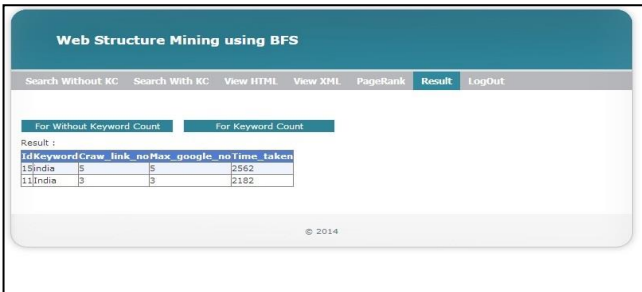 Web Structure Mining using BFS
Search Without KC Search With KC View HTML View XML PageRank Result LogOut
For Without Keyword Count For Keyword Count
Result :
Id Keyword Craw_link_no Max_google_no Time_taken
15 india 5 5 2562
11 India 3 3 2182
© 2014